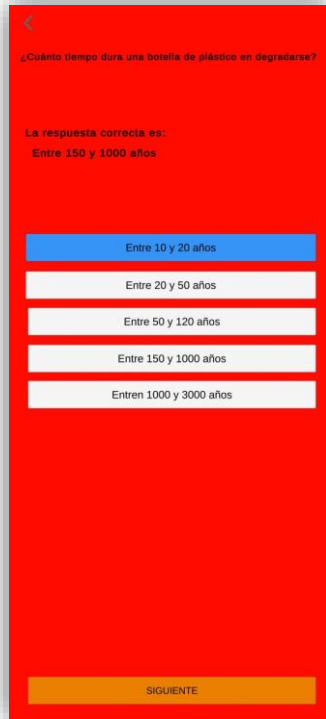 ¿Cuánto tiempo dura una botella de plástico en degradarse?
La respuesta correcta es:
Entre 150 y 1000 años
Entre 10 y 20 años
Entre 20 y 50 años
Entre 50 y 120 años
Entre 150 y 1000 años
Entren 1000 y 3000 años
SIGUIENTE